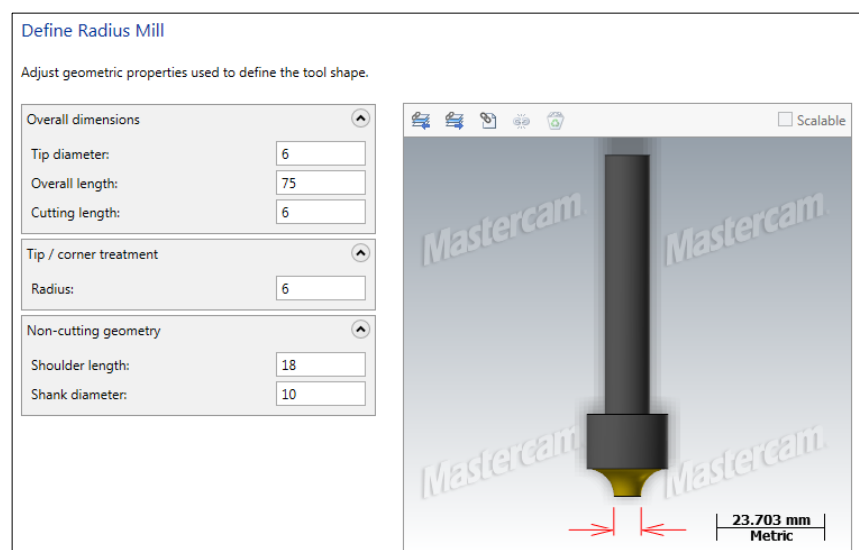 Define Radius Mill
Adjust geometric properties used to define the tool shape.
Overall dimensions
Tip diameter: 6
Overall length: 75
Cutting length: 6
Tip / corner treatment
Radius: 6
Non-cutting geometry
Shoulder length: 18
Shank diameter: 10
Scalable
Mastercam
Mastercam
Mastercam
Mastercam
23.703 mm
Metric